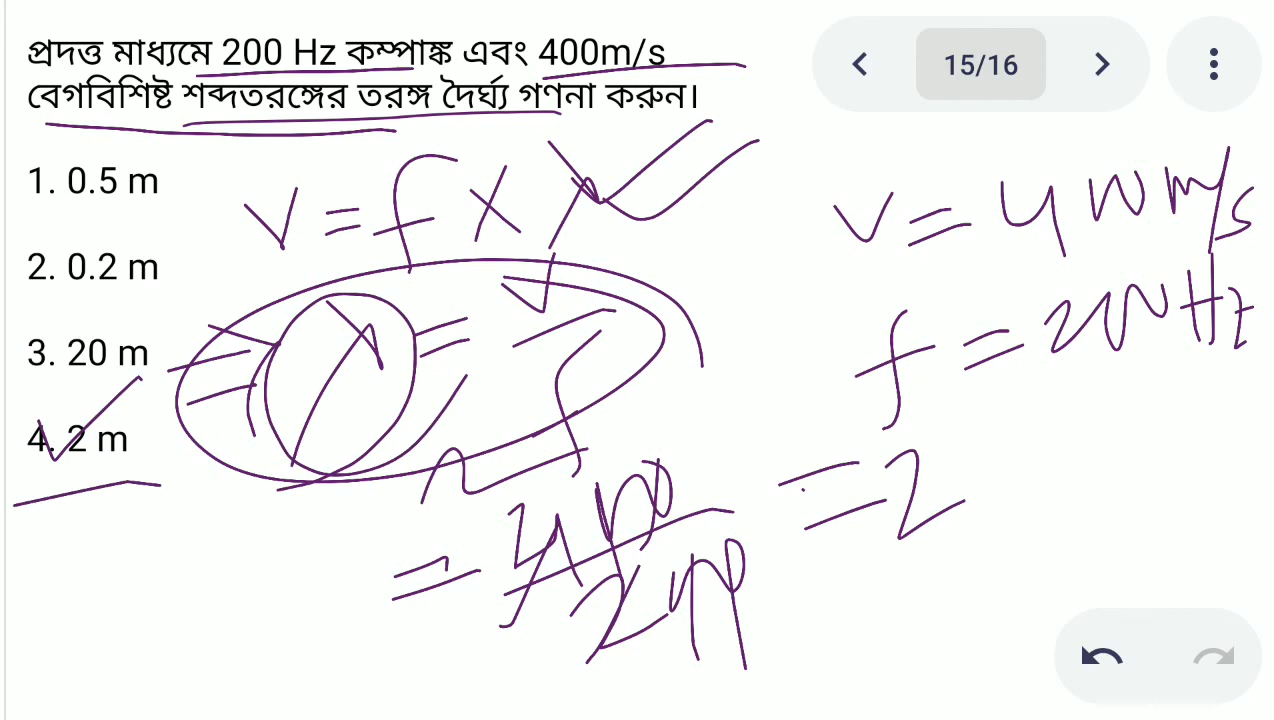 প্রদত্ত মাধ্যমে 200 Hz কম্পাঙ্ক এবং 400m/s
বেগবিশিষ্ট শব্দতরঙ্গের তরঙ্গ দৈর্ঘ্য গণনা করুন।
15/16
1. 0.5 m
2. 0.2 m
3. 20 m
4. 2 m
v = f × λ
v = 400 m/s
f = 200 Hz
λ = v
f
= 400
200
= 2